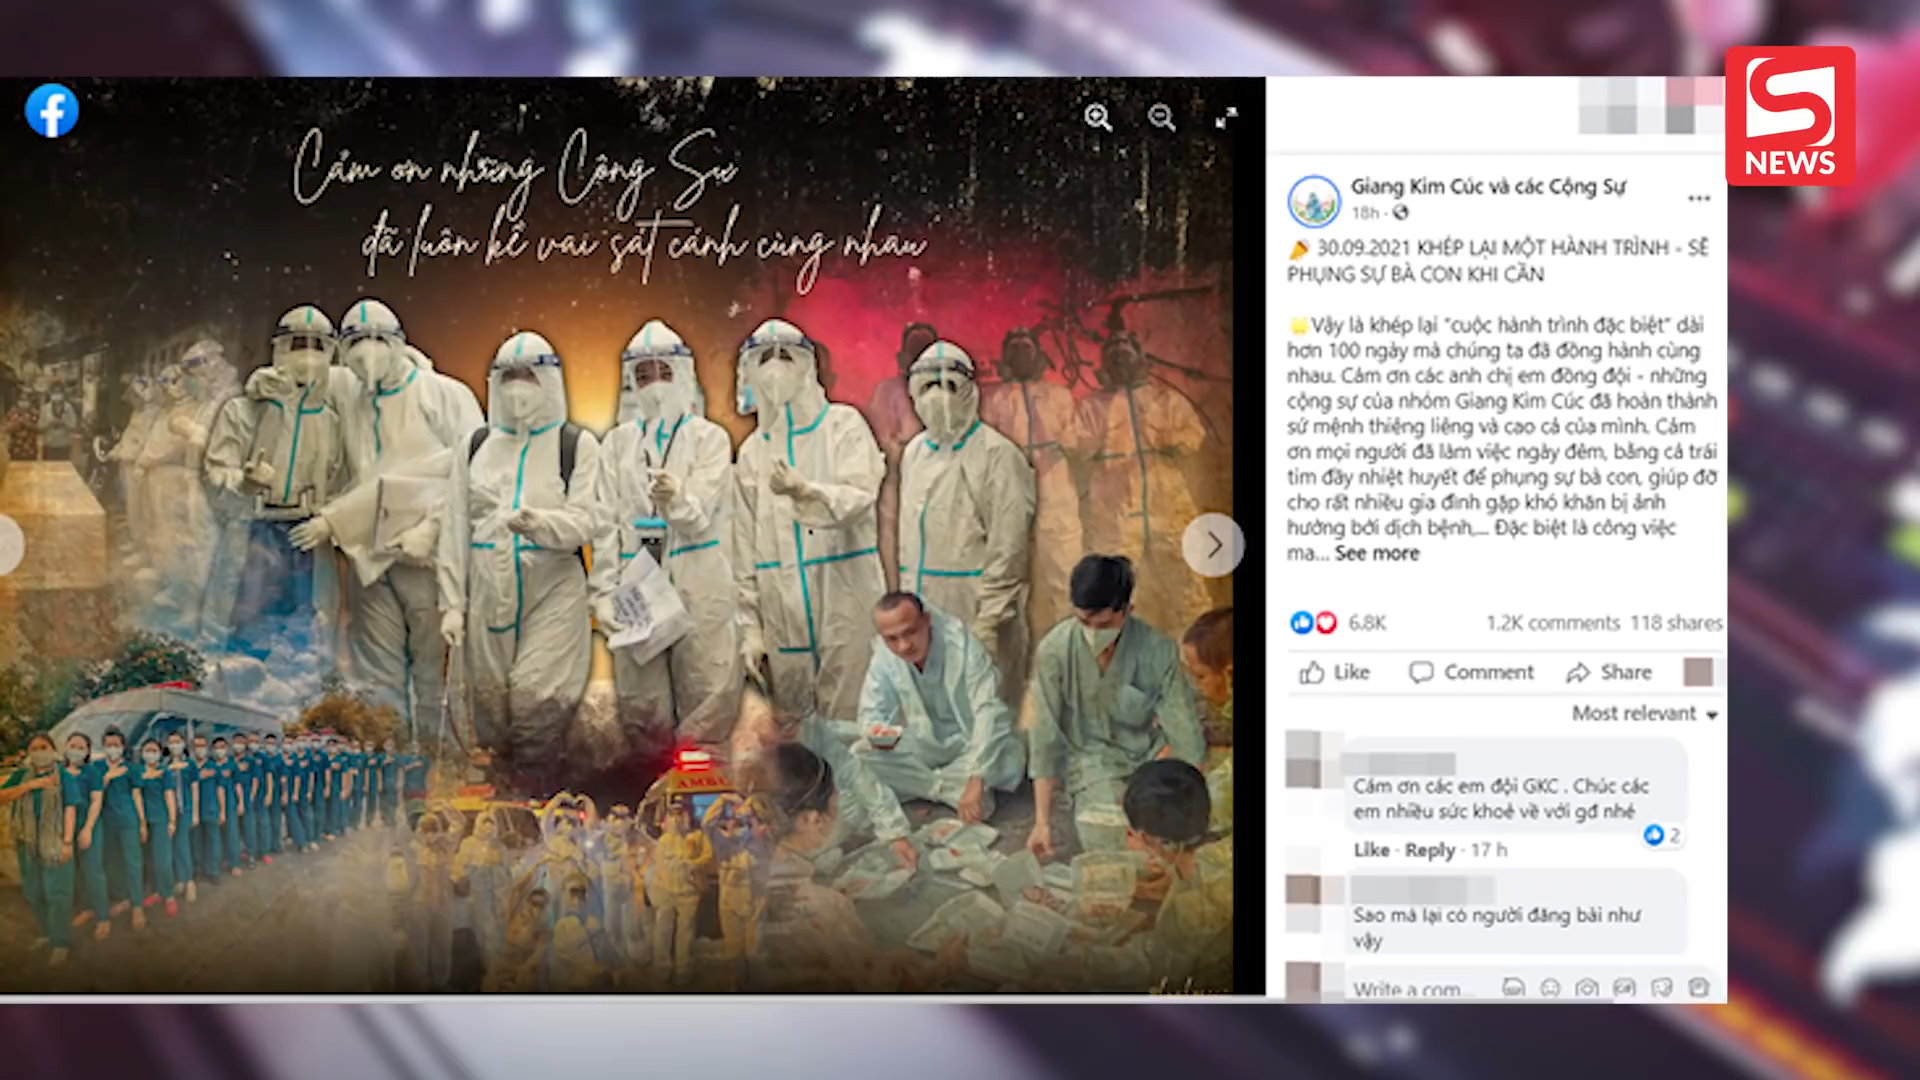 Cảm ơn những Cộng Sự
đã luôn kề vai sát cánh cùng nhau
NEWS
Giang Kim Cúc và các Cộng Sự
18h ·
30.09.2021 KHÉP LẠI MỘT HÀNH TRÌNH - SẼ
PHỤNG SỰ BÀ CON KHI CẦN
Vậy là khép lại "cuộc hành trình đặc biệt" dài
hơn 100 ngày mà chúng ta đã đồng hành cùng
nhau. Cảm ơn các anh chị em đồng đội - những
cộng sự của nhóm Giang Kim Cúc đã hoàn thành
sứ mệnh thiêng liêng và cao cả của mình. Cảm
ơn mọi người đã làm việc ngày đêm, bằng cả trái
tim đầy nhiệt huyết để phụng sự bà con, giúp đỡ
cho rất nhiều gia đình gặp khó khăn bị ảnh
hưởng bởi dịch bệnh,... Đặc biệt là công việc
ma... See more
6.8K 1.2K comments 118 shares
Like Comment Share
Most relevant
Cám ơn các em đội GKC . Chúc các
em nhiều sức khoẻ về với gđ nhé
2
Like · Reply · 17 h
Sao mà lại có người đăng bài như
vậy
Write a com...